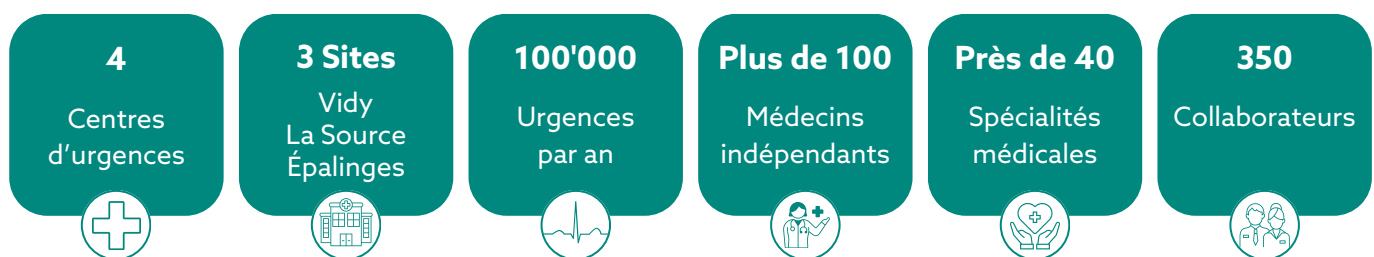 4
Centres
d’urgences
3 Sites
Vidy
La Source
Épalinges
100'000
Urgences
par an
Plus de 100
Médecins
indépendants
Près de 40
Spécialités
médicales
350
Collaborateurs